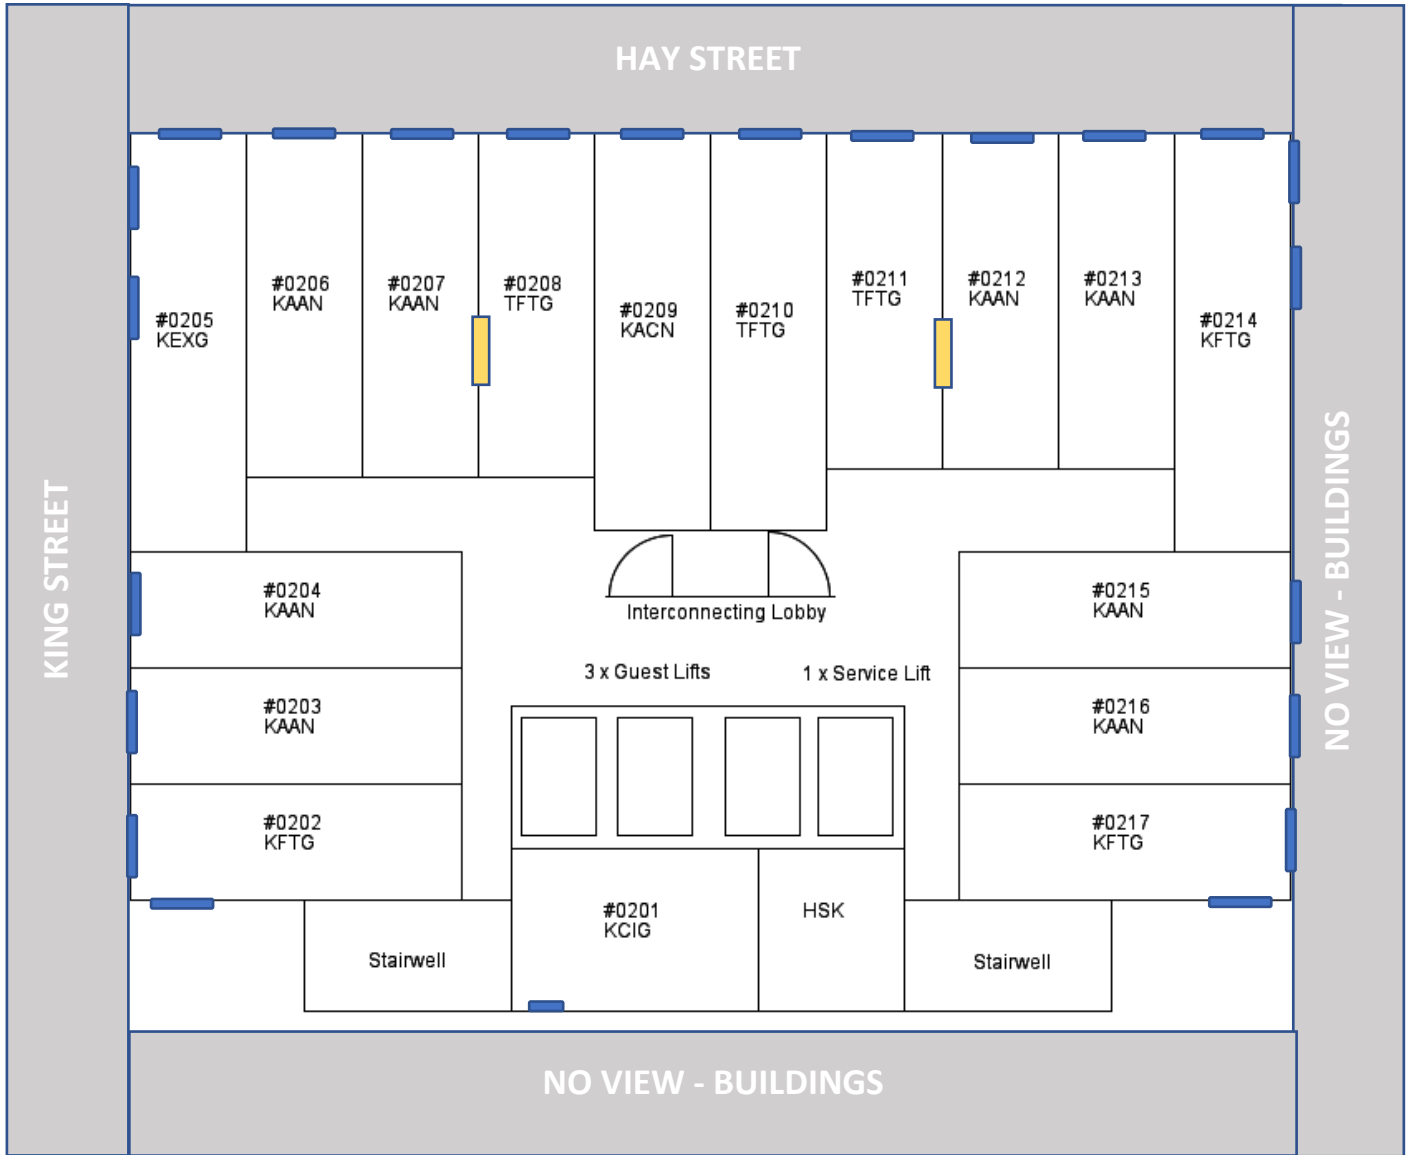 HAY STREET
#0205
KEXG
#0206
KAAN
#0207
KAAN
#0208
TFTG
#0209
KACN
#0210
TFTG
#0211
TFTG
#0212
KAAN
#0213
KAAN
#0214
KFTG
KING STREET
NO VIEW - BUILDINGS
#0204
KAAN
Interconnecting Lobby
#0215
KAAN
3 x Guest Lifts
1 x Service Lift
#0203
KAAN
#0216
KAAN
#0202
KFTG
#0217
KFTG
#0201
KCIG
HSK
Stairwell
Stairwell
NO VIEW - BUILDINGS